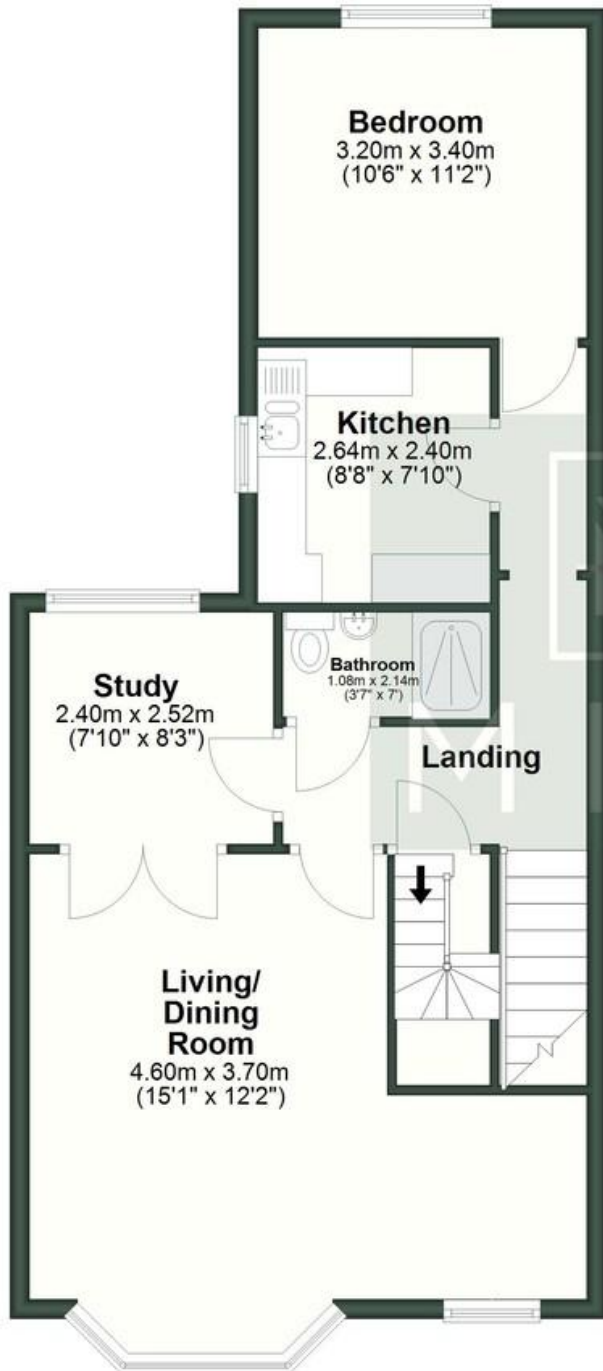 Bedroom
3.20m x 3.40m
(10'6" x 11'2")
Kitchen
2.64m x 2.40m
(8'8" x 7'10")
Study
2.40m x 2.52m
(7'10" x 8'3")
Bathroom
1.08m x 2.14m
(3'7" x 7')
Landing
Living/
Dining
Room
4.60m x 3.70m
(15'1" x 12'2")